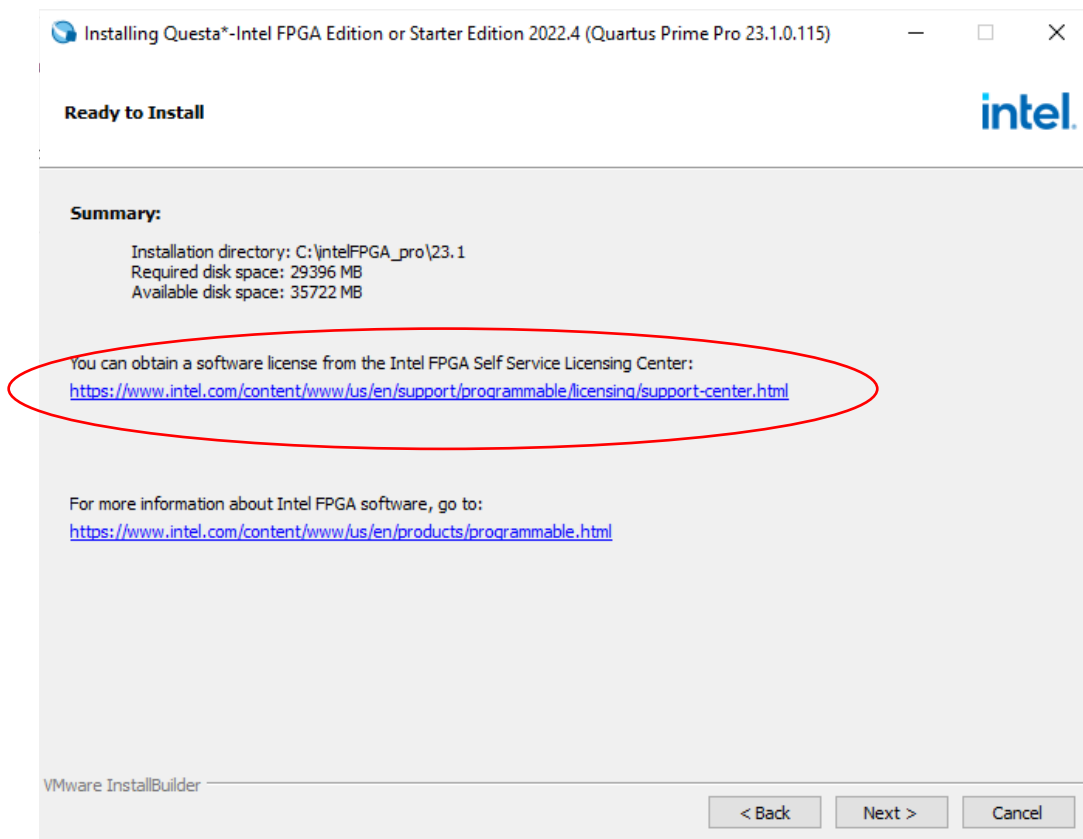 Installing Questa*-Intel FPGA Edition or Starter Edition 2022.4 (Quartus Prime Pro 23.1.0.115)
Ready to Install
intel.
Summary:
Installation directory: C:\intelFPGA_pro\23.1
Required disk space: 29396 MB
Available disk space: 35722 MB
You can obtain a software license from the Intel FPGA Self Service Licensing Center:
https://www.intel.com/content/www/us/en/support/programmable/licensing/support-center.html
For more information about Intel FPGA software, go to:
https://www.intel.com/content/www/us/en/products/programmable.html
VMware InstallBuilder
< Back Next > Cancel